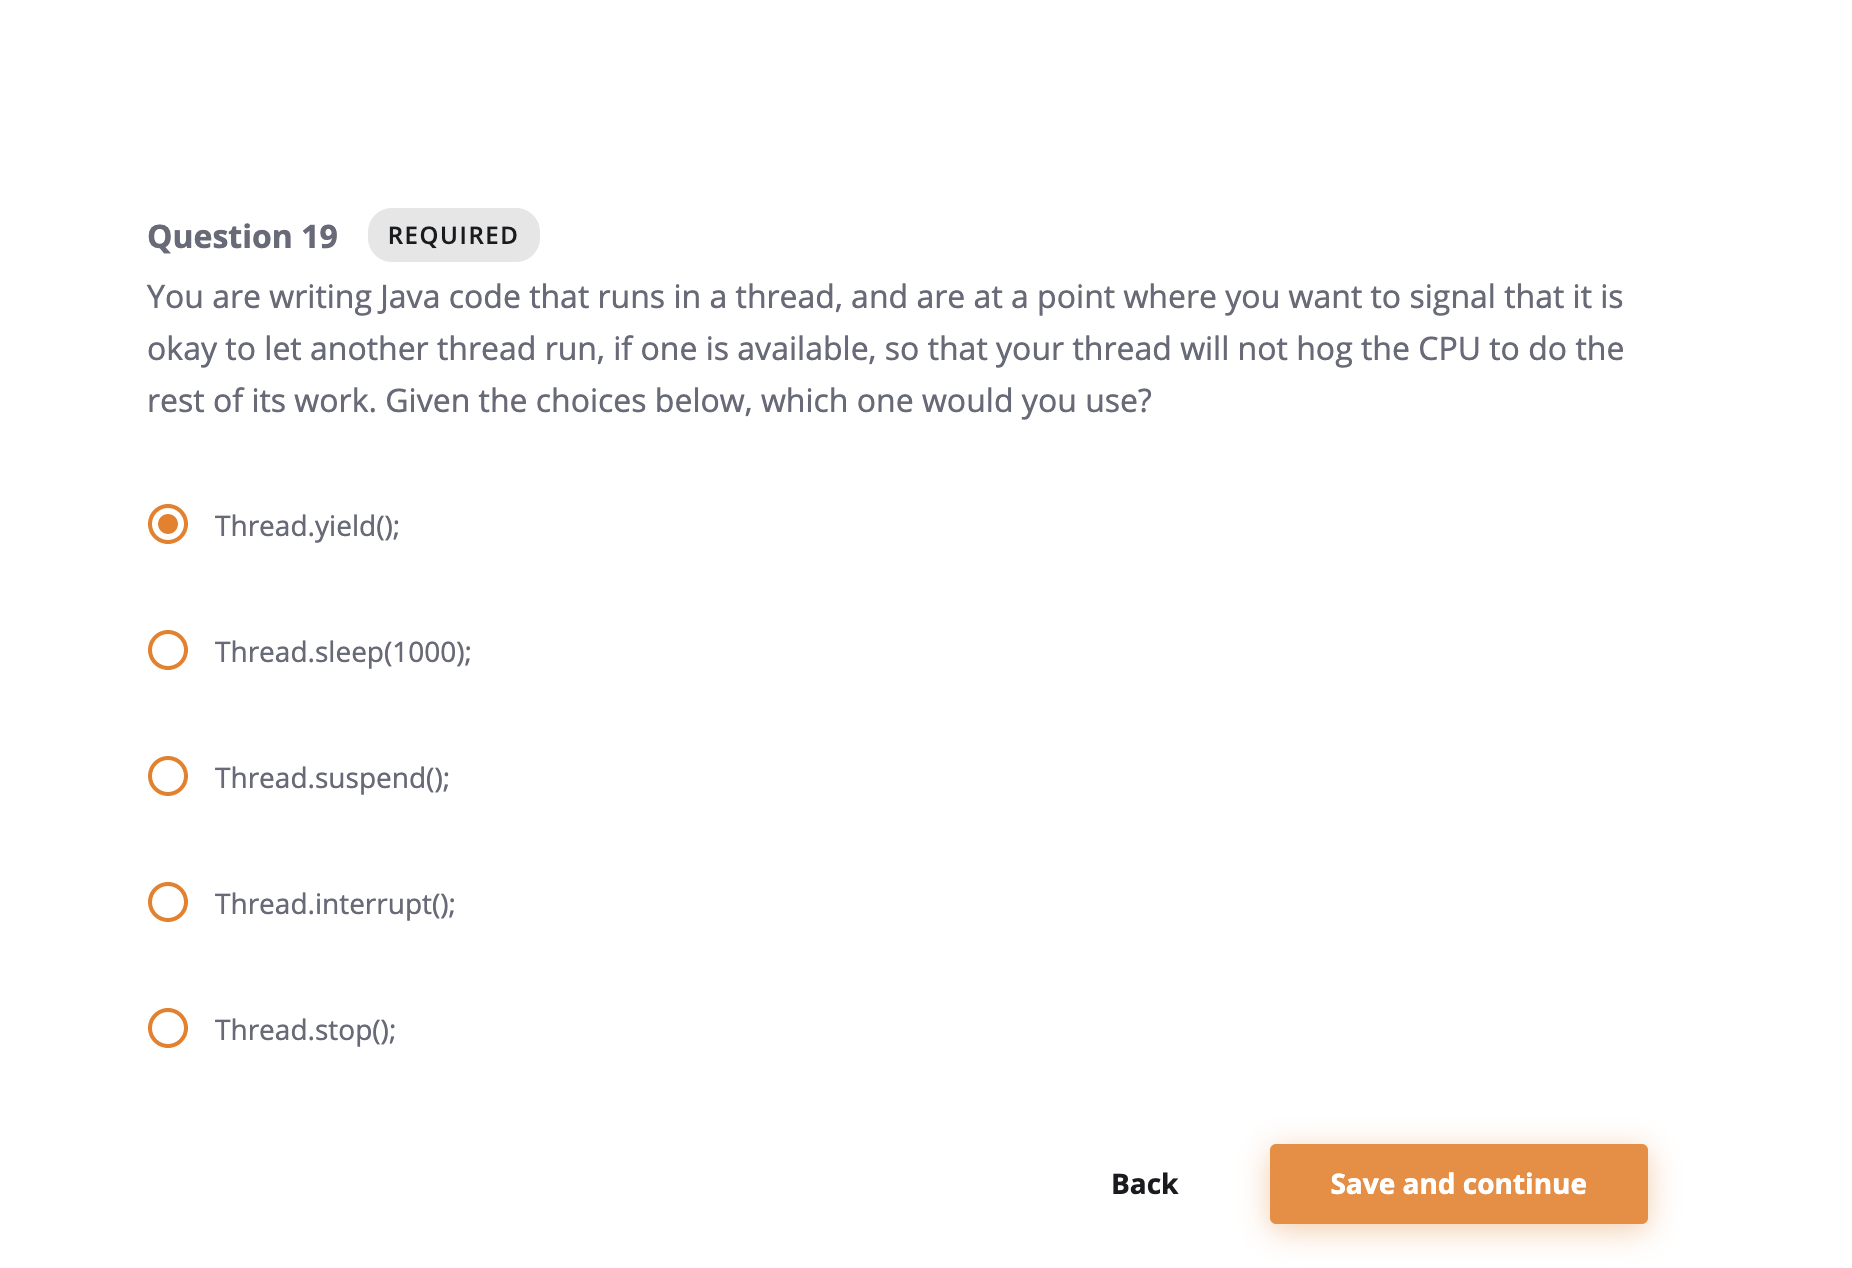 Question 19 REQUIRED
You are writing Java code that runs in a thread, and are at a point where you want to signal that it is
okay to let another thread run, if one is available, so that your thread will not hog the CPU to do the
rest of its work. Given the choices below, which one would you use?
Thread.yield();
Thread.sleep(1000);
Thread.suspend();
Thread.interrupt();
Thread.stop();
Back Save and continue